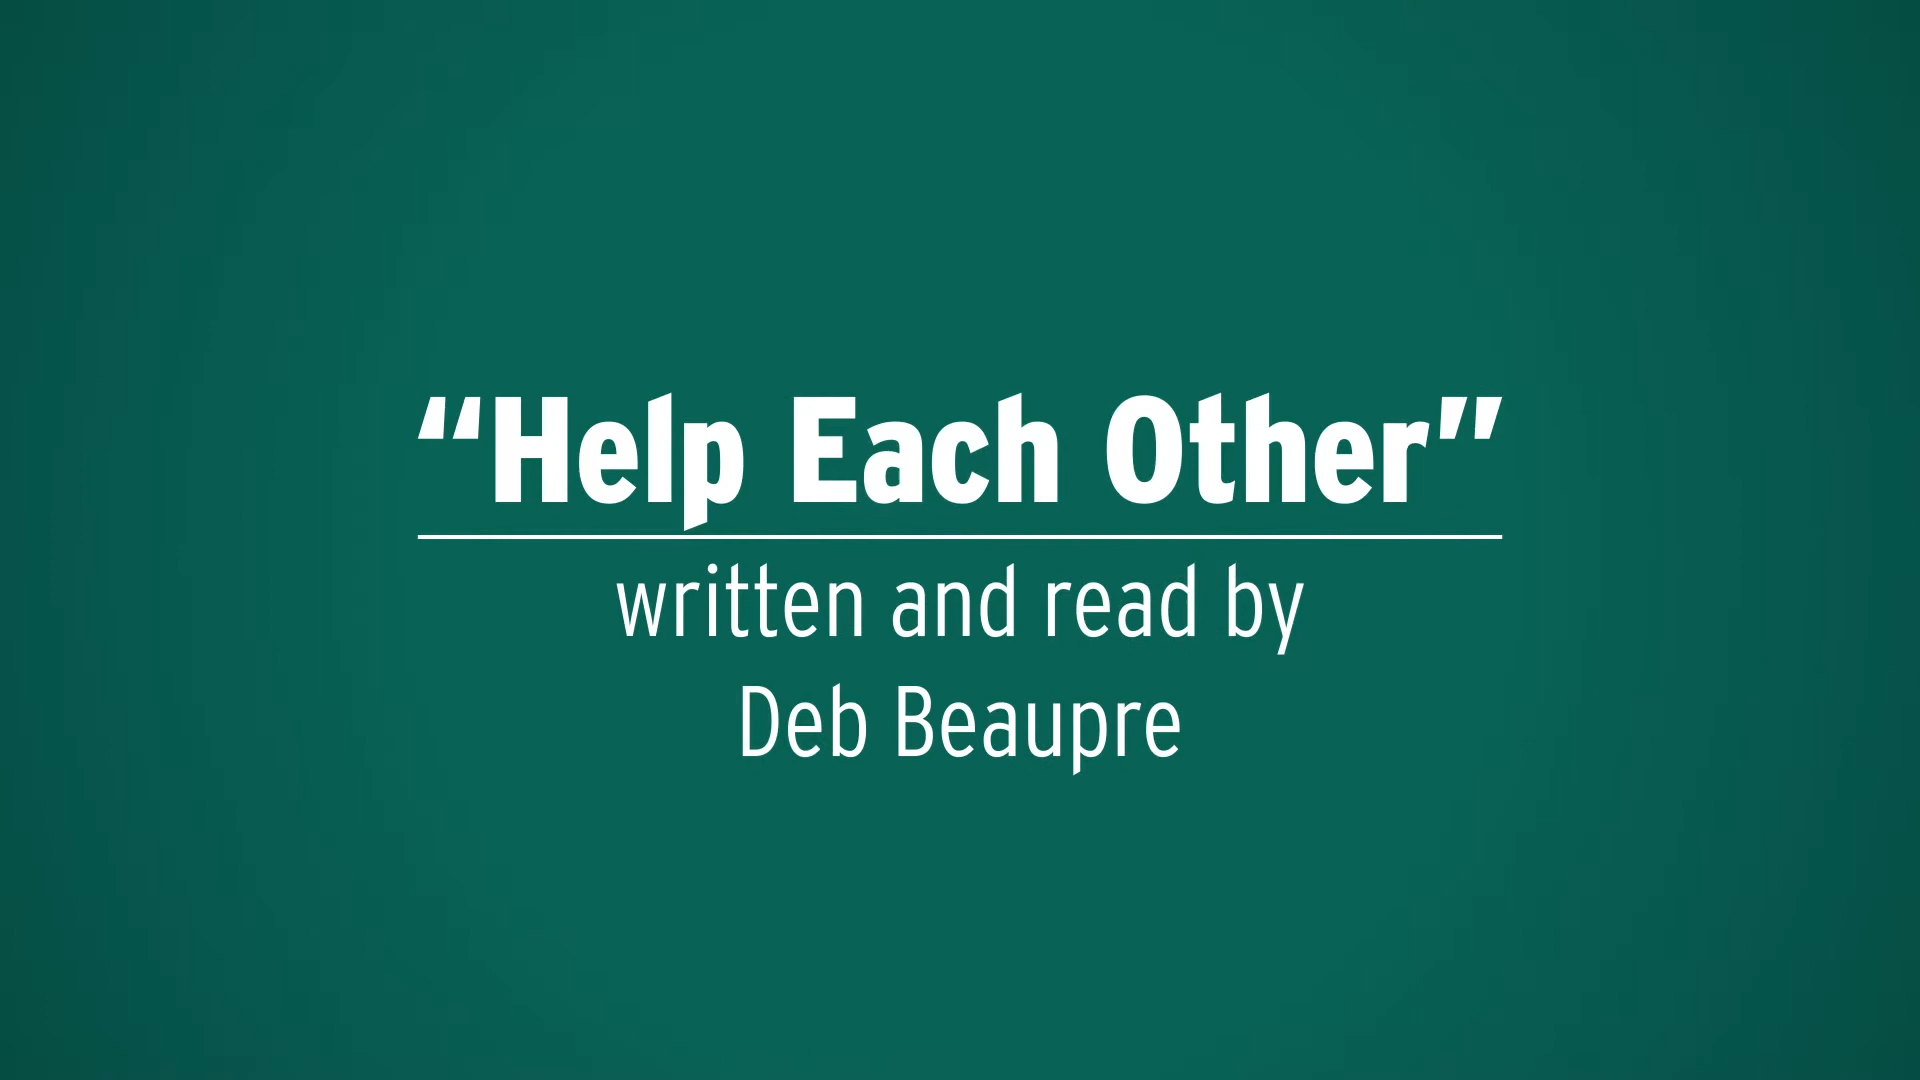 “Help Each Other”
written and read by
Deb Beaupre